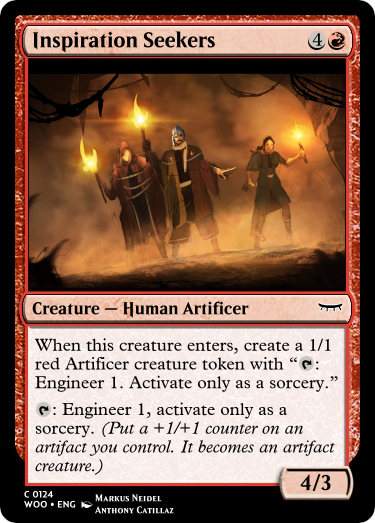 Inspiration Seekers 4
Creature — Human Artificer
When this creature enters, create a 1/1
red Artificer creature token with “:
Engineer 1. Activate only as a sorcery.”
: Engineer 1, activate only as a
sorcery. (Put a +1/+1 counter on an
artifact you control. It becomes an artifact
creature.)
4/3
C 0124
WOO • ENG Markus Neidel
Anthony Catillaz